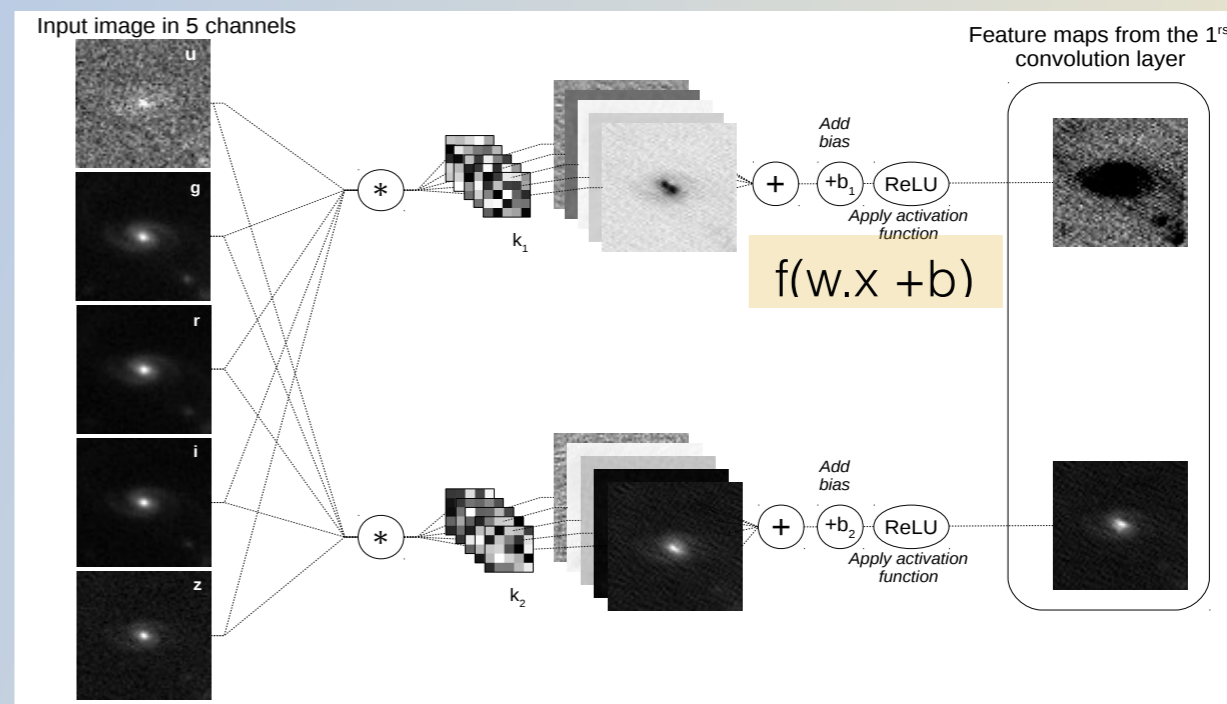 Input image in 5 channels
u
g
r
i
z
*
k₁
+
Add
bias
+b₁
ReLU
Apply activation
function
f(w.x +b)
*
k₂
+
Add
bias
+b₂
ReLU
Apply activation
function
Feature maps from the 1ʳˢ
convolution layer